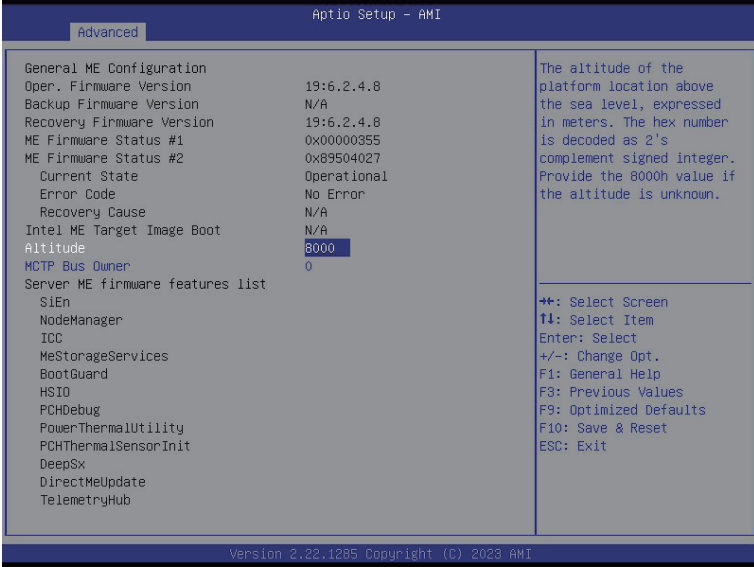 Aptio Setup - AMI
Advanced
General ME Configuration
Oper. Firmware Version 19:6.2.4.8
Backup Firmware Version N/A
Recovery Firmware Version 19:6.2.4.8
ME Firmware Status #1 0x00000355
ME Firmware Status #2 0x89504027
Current State Operational
Error Code No Error
Recovery Cause N/A
Intel ME Target Image Boot N/A
Altitude 8000
MCTP Bus Owner 0
Server ME firmware features list
SiEn
NodeManager
ICC
MeStorageServices
BootGuard
HSIO
PCHDebug
PowerThermalUtility
PCHThermalSensorInit
DeepSx
DirectMeUpdate
TelemetryHub
The altitude of the
platform location above
the sea level, expressed
in meters. The hex number
is decoded as 2's
complement signed integer.
Provide the 8000h value if
the altitude is unknown.
→←: Select Screen
↑↓: Select Item
Enter: Select
+/-: Change Opt.
F1: General Help
F3: Previous Values
F9: Optimized Defaults
F10: Save & Reset
ESC: Exit
Version 2.22.1285 Copyright (C) 2023 AMI